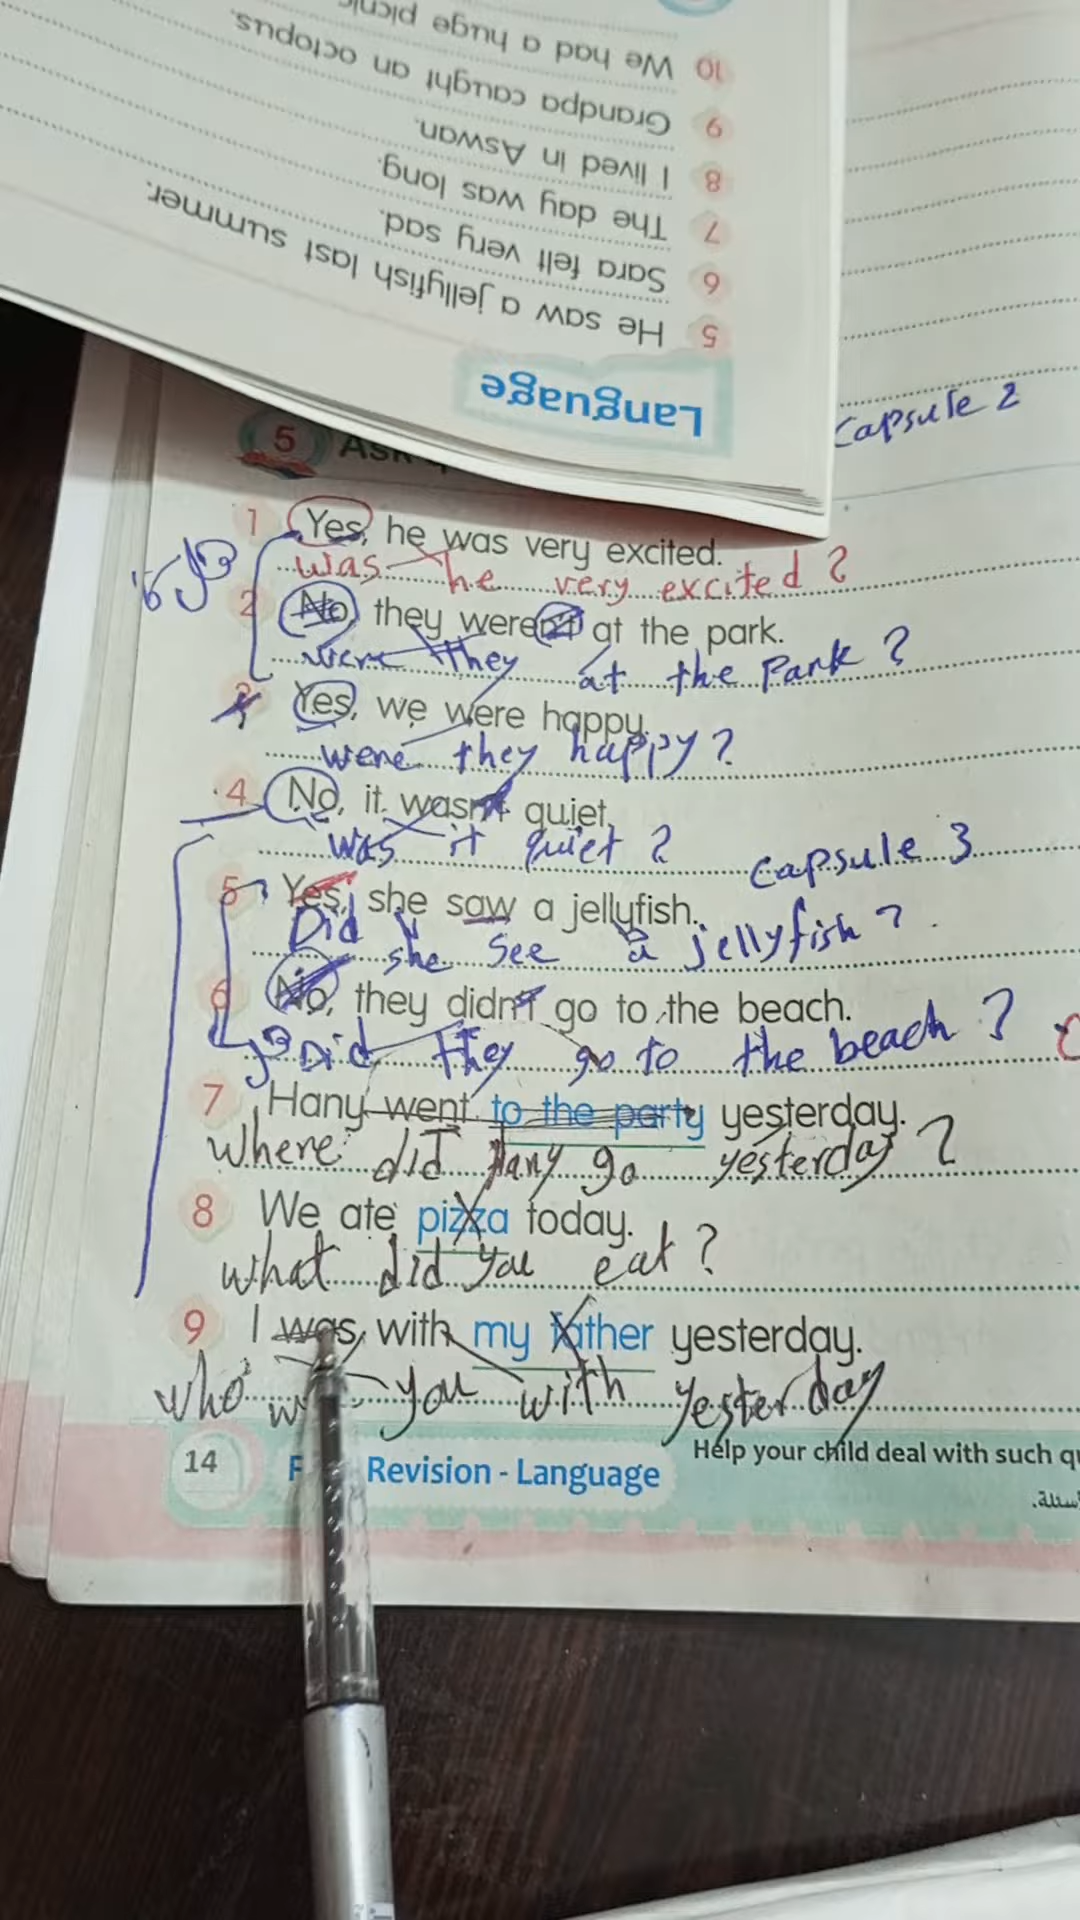 10 We had a huge
9 Grandpa caught an octopus.
8 I lived in Aswan.
7 The day was long.
6 Sara felt very sad.
5 He saw a jellyfish last summer.
Language
Capsule 2
5
1 Yes, he was very excited.
was he very excited ?
2 No, they weren't at the park.
were they at the Park ?
3 Yes, we were happy.
were they happy ?
4 No, it wasn't quiet.
was it quiet ?
capsule 3
5 Yes, she saw a jellyfish.
Did she see a jellyfish ?
6 No, they didn't go to the beach.
Did they go to the beach ?
7 Hany went to the party yesterday.
where did Hany go yesterday ?
8 We ate pizza today.
what did you eat ?
9 I was with my father yesterday.
who you with yesterday
14
Revision - Language
Help your child deal with such